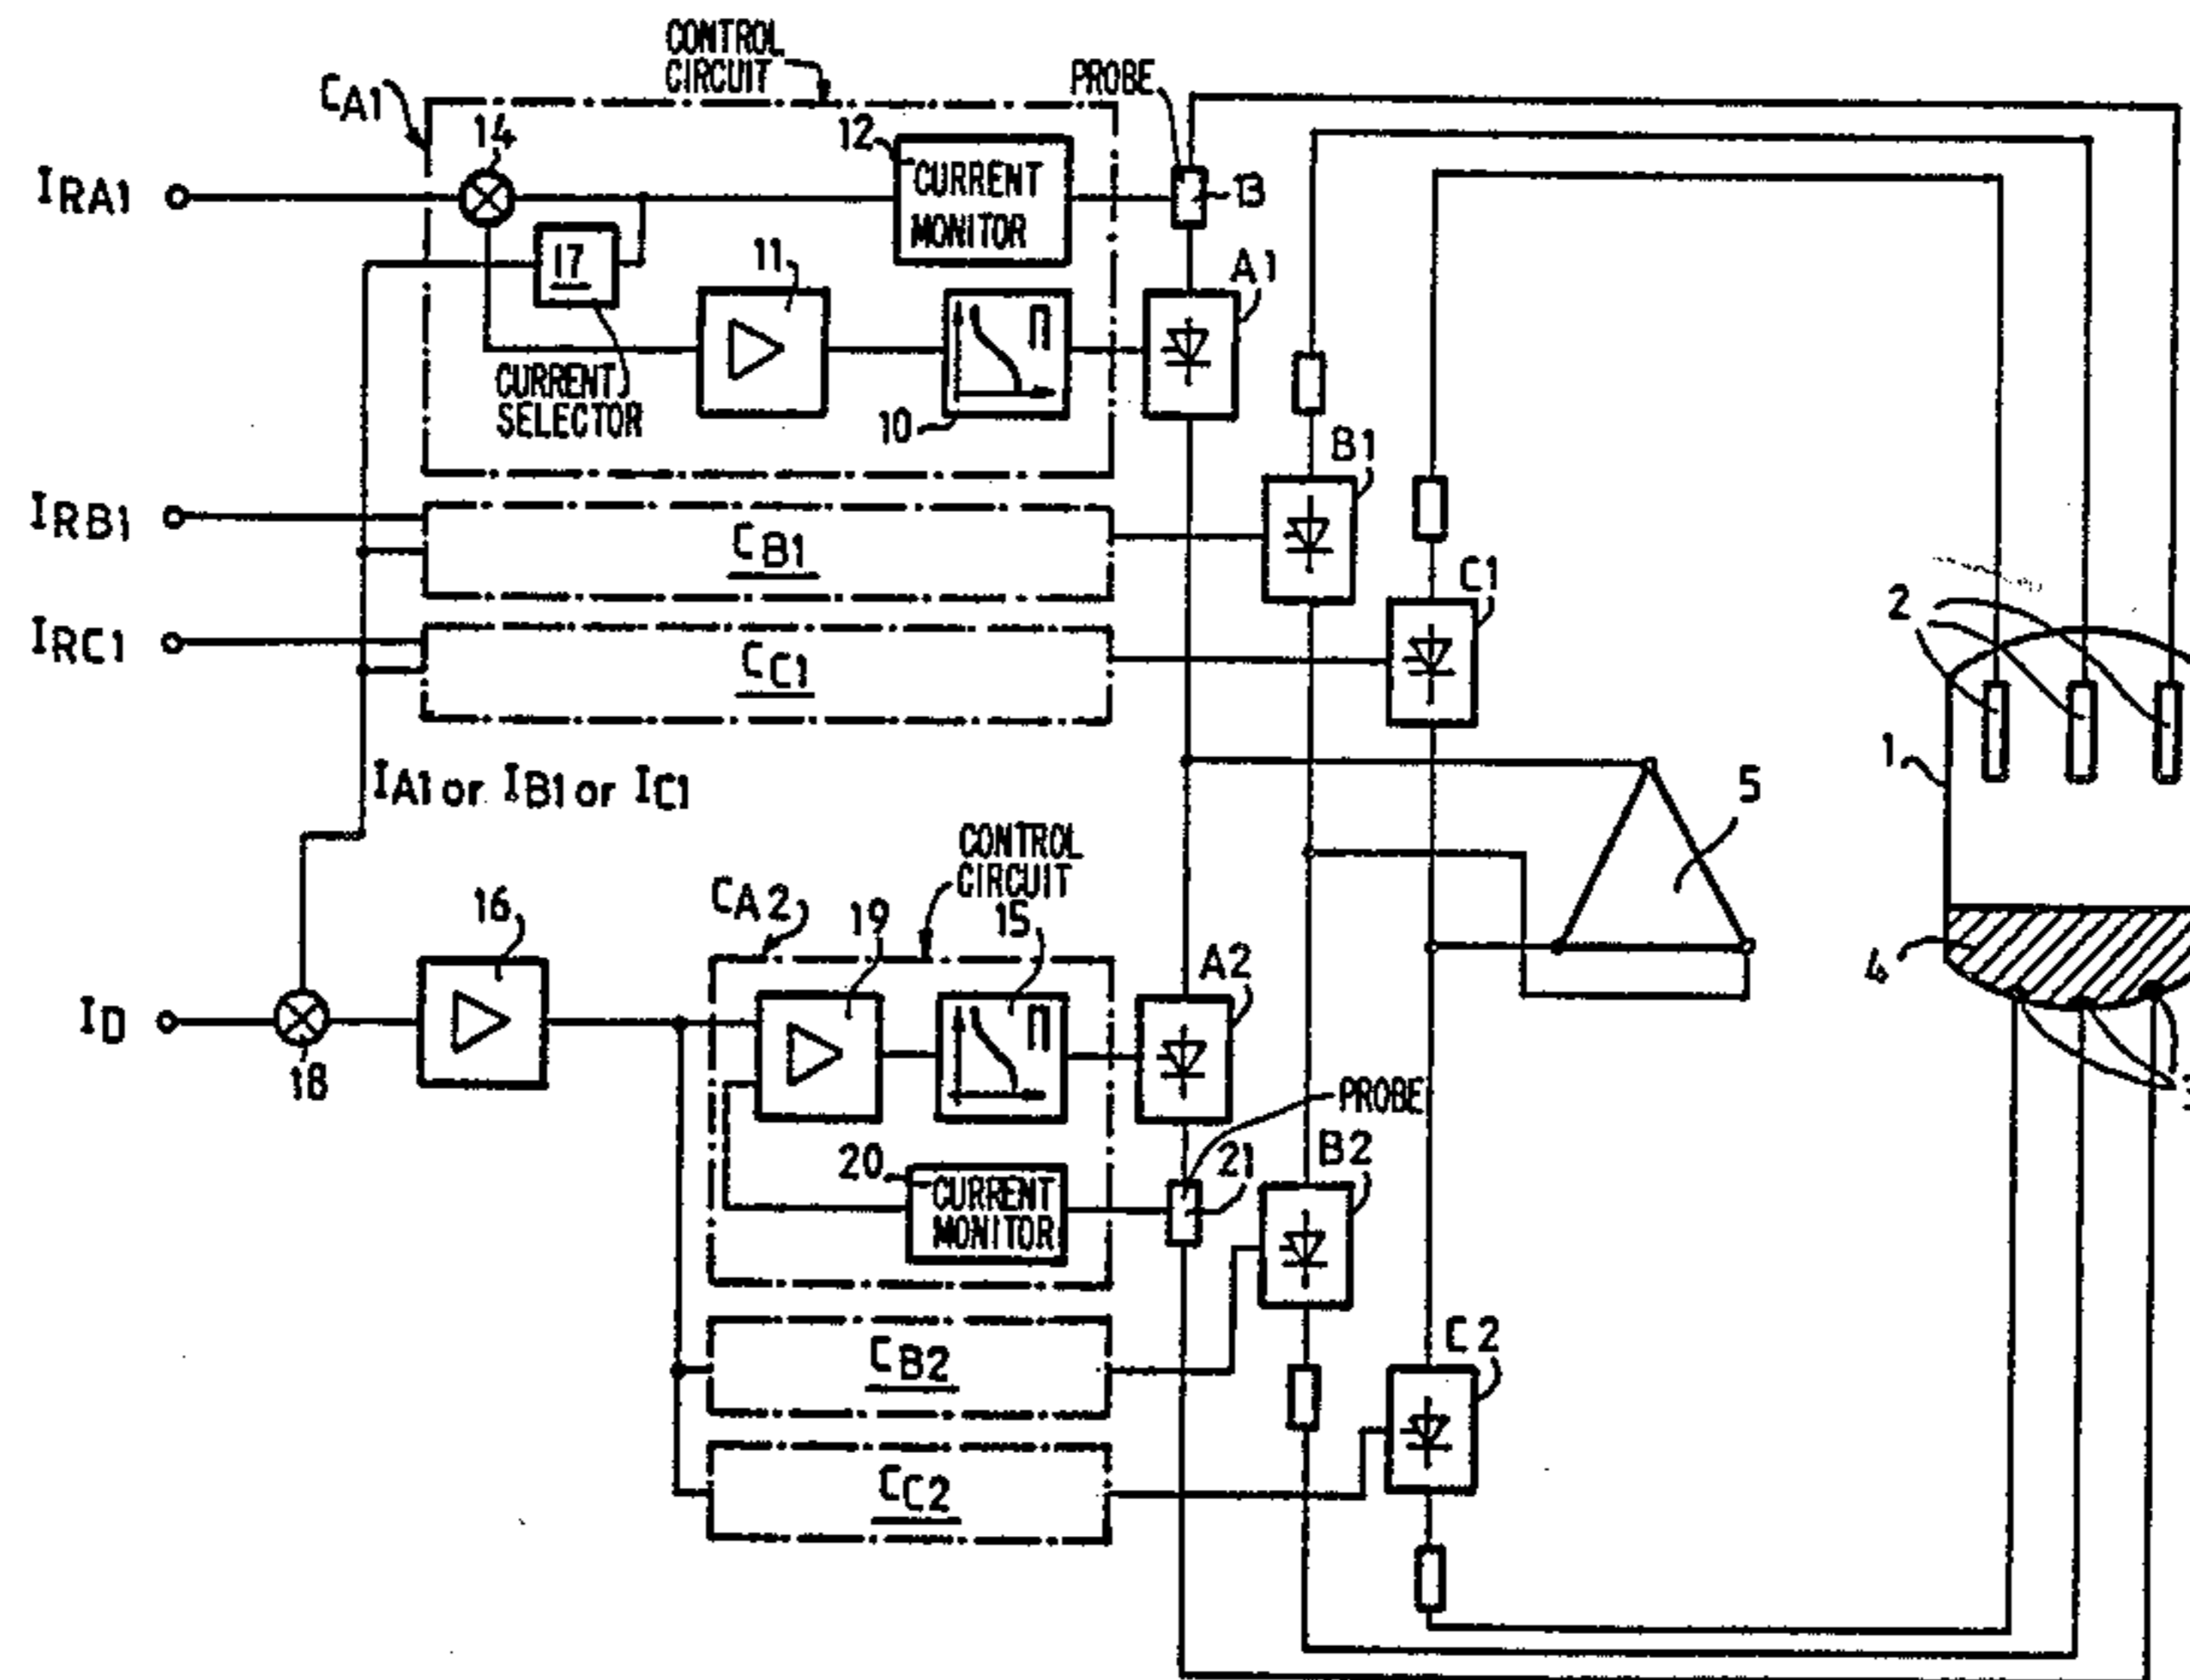 CONTROL
CIRCUIT
PROBE
CA1
14
12
CURRENT
MONITOR
13
IRA1
17
11
A1
CURRENT
SELECTOR
10
B1
IRB1
CB1
C1
IRC1
CC1
2
1
IA1 or IB1 or IC1
5
CONTROL
CIRCUIT
CA2
16
19
15
A2
4
ID
18
PROBE
3
20
CURRENT
MONITOR
21
B2
CB2
C2
CC2